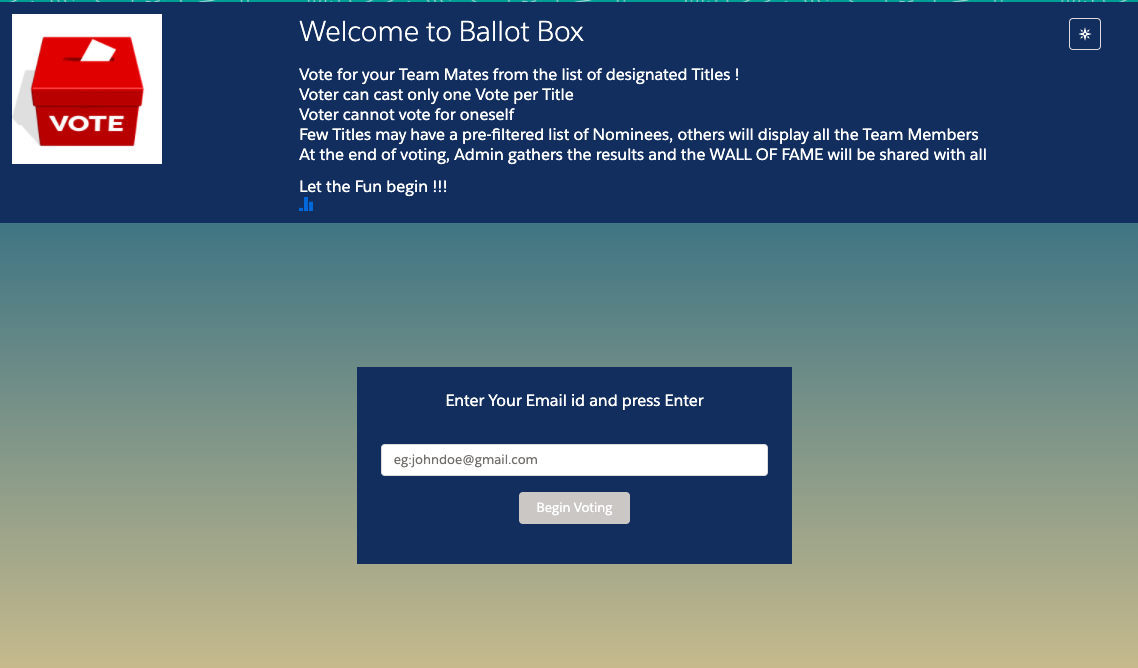 VOTE
Welcome to Ballot Box
Vote for your Team Mates from the list of designated Titles !
Voter can cast only one Vote per Title
Voter cannot vote for oneself
Few Titles may have a pre-filtered list of Nominees, others will display all the Team Members
At the end of voting, Admin gathers the results and the WALL OF FAME will be shared with all
Let the Fun begin !!!
Enter Your Email id and press Enter
eg:johndoe@gmail.com
Begin Voting